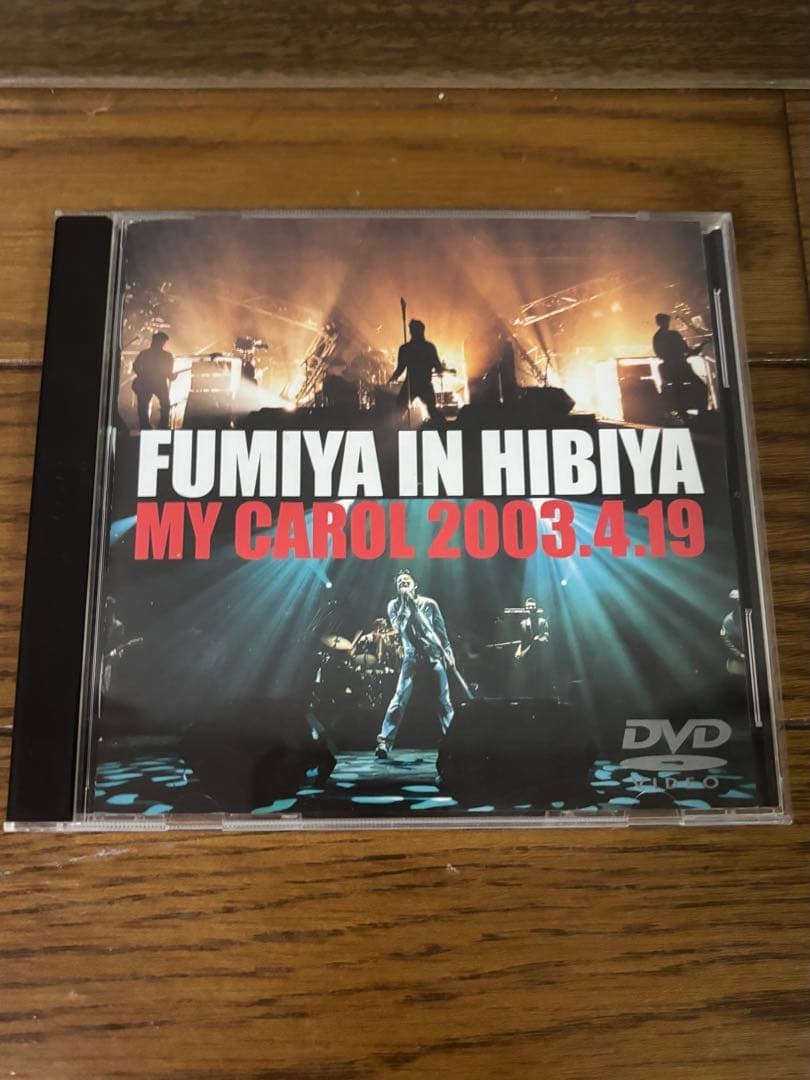 FUMIYA IN HIBIYA
MY CAROL 2003.4.19
DVD
VIDEO